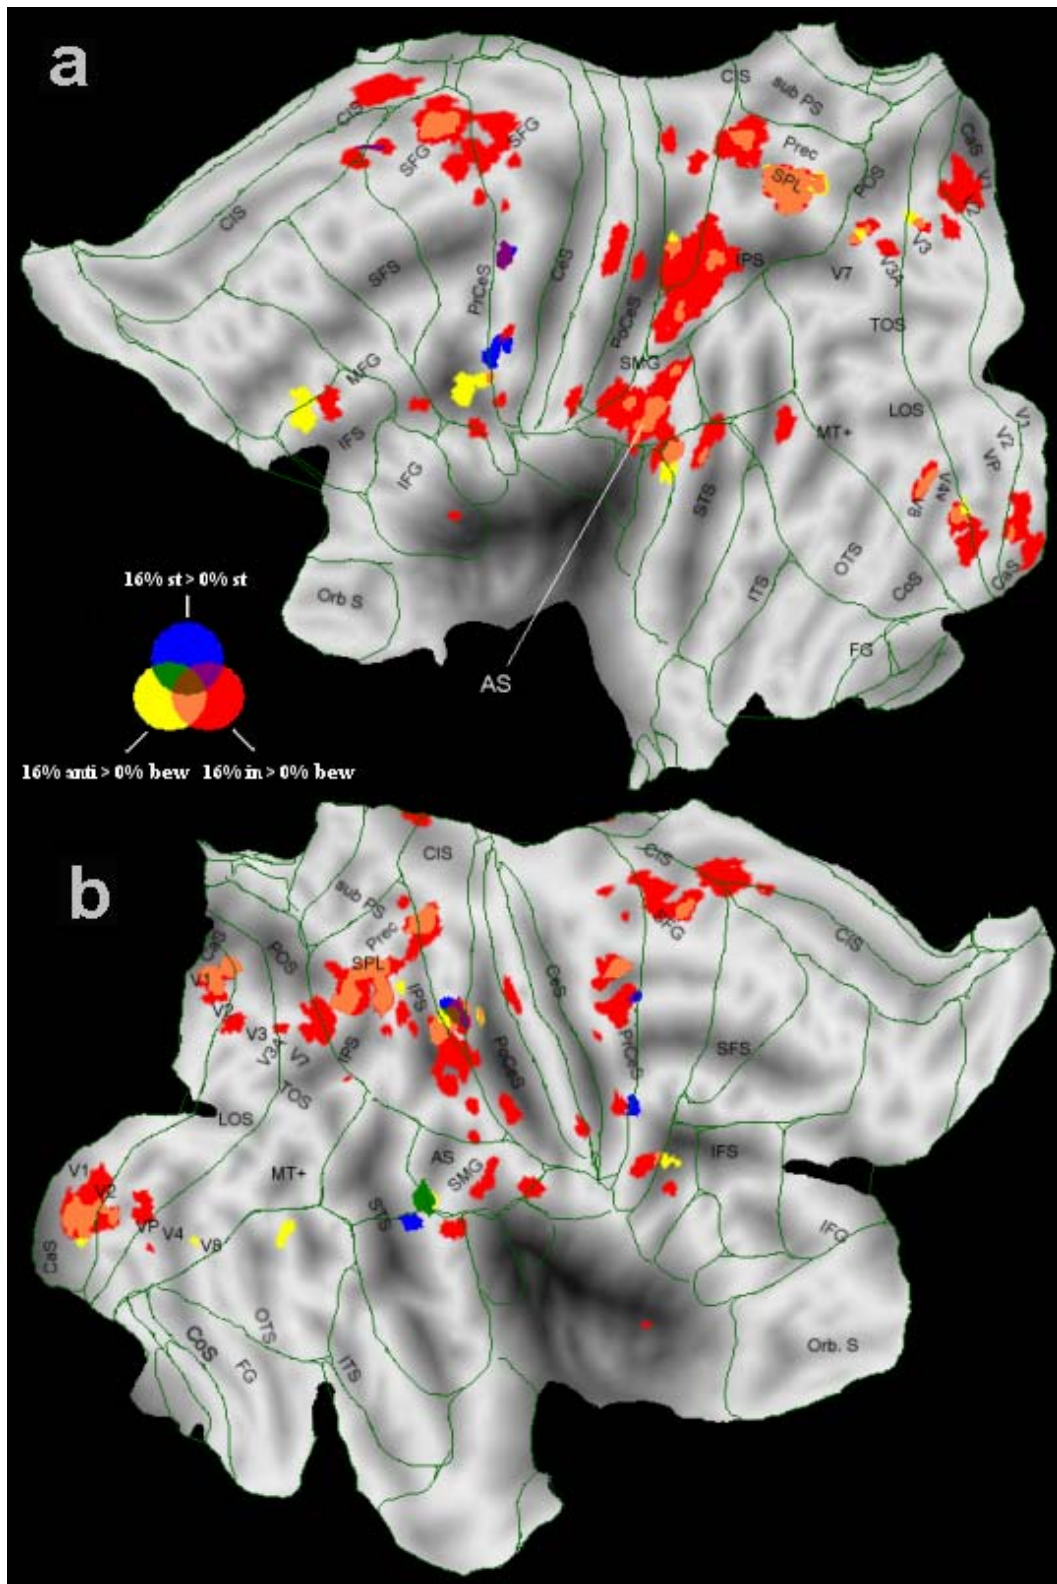 a
CIS
sub PS
CaS
CIS
SFG
SFG
Prec
V1
SPL
POS
V2
CIS
V3
CeS
IPS
V3A
SFS
V7
PrCeS
PoCeS
TOS
SMG
MFG
LOS
V1
IFS
MT+
V2
VP
IFG
V4v
STS
V8
OTS
CaS
16% st > 0% st
ITS
CoS
Orb S
FG
AS
16% anti > 0% bew 16% in > 0% bew
b
CIS
CIS
sub PS
SFG
Prec
CIS
CaS
POS
SPL
V1
CeS
IPS
V2
V3
V3A
V7
IPS
SFS
PrCeS
PoCeS
TOS
LOS
AS
IFS
V1
MT+
SMG
V2
STS
VP
V4
V8
IFG
CaS
OTS
CoS
Orb. S
FG
ITS